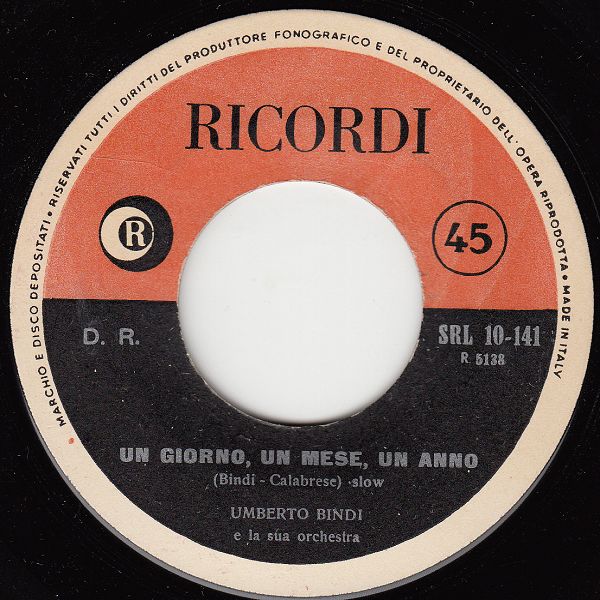 MARCHIO E DISCO DEPOSITATI • RISERVATI TUTTI I DIRITTI DEL PRODUTTORE FONOGRAFICO E DEL PROPRIETARIO DELL'OPERA RIPRODOTTA • MADE IN ITALY
RICORDI
R
45
D. R.
SRL 10-141
R 5138
UN GIORNO, UN MESE, UN ANNO
(Bindi - Calabrese) -slow
UMBERTO BINDI
e la sua orchestra